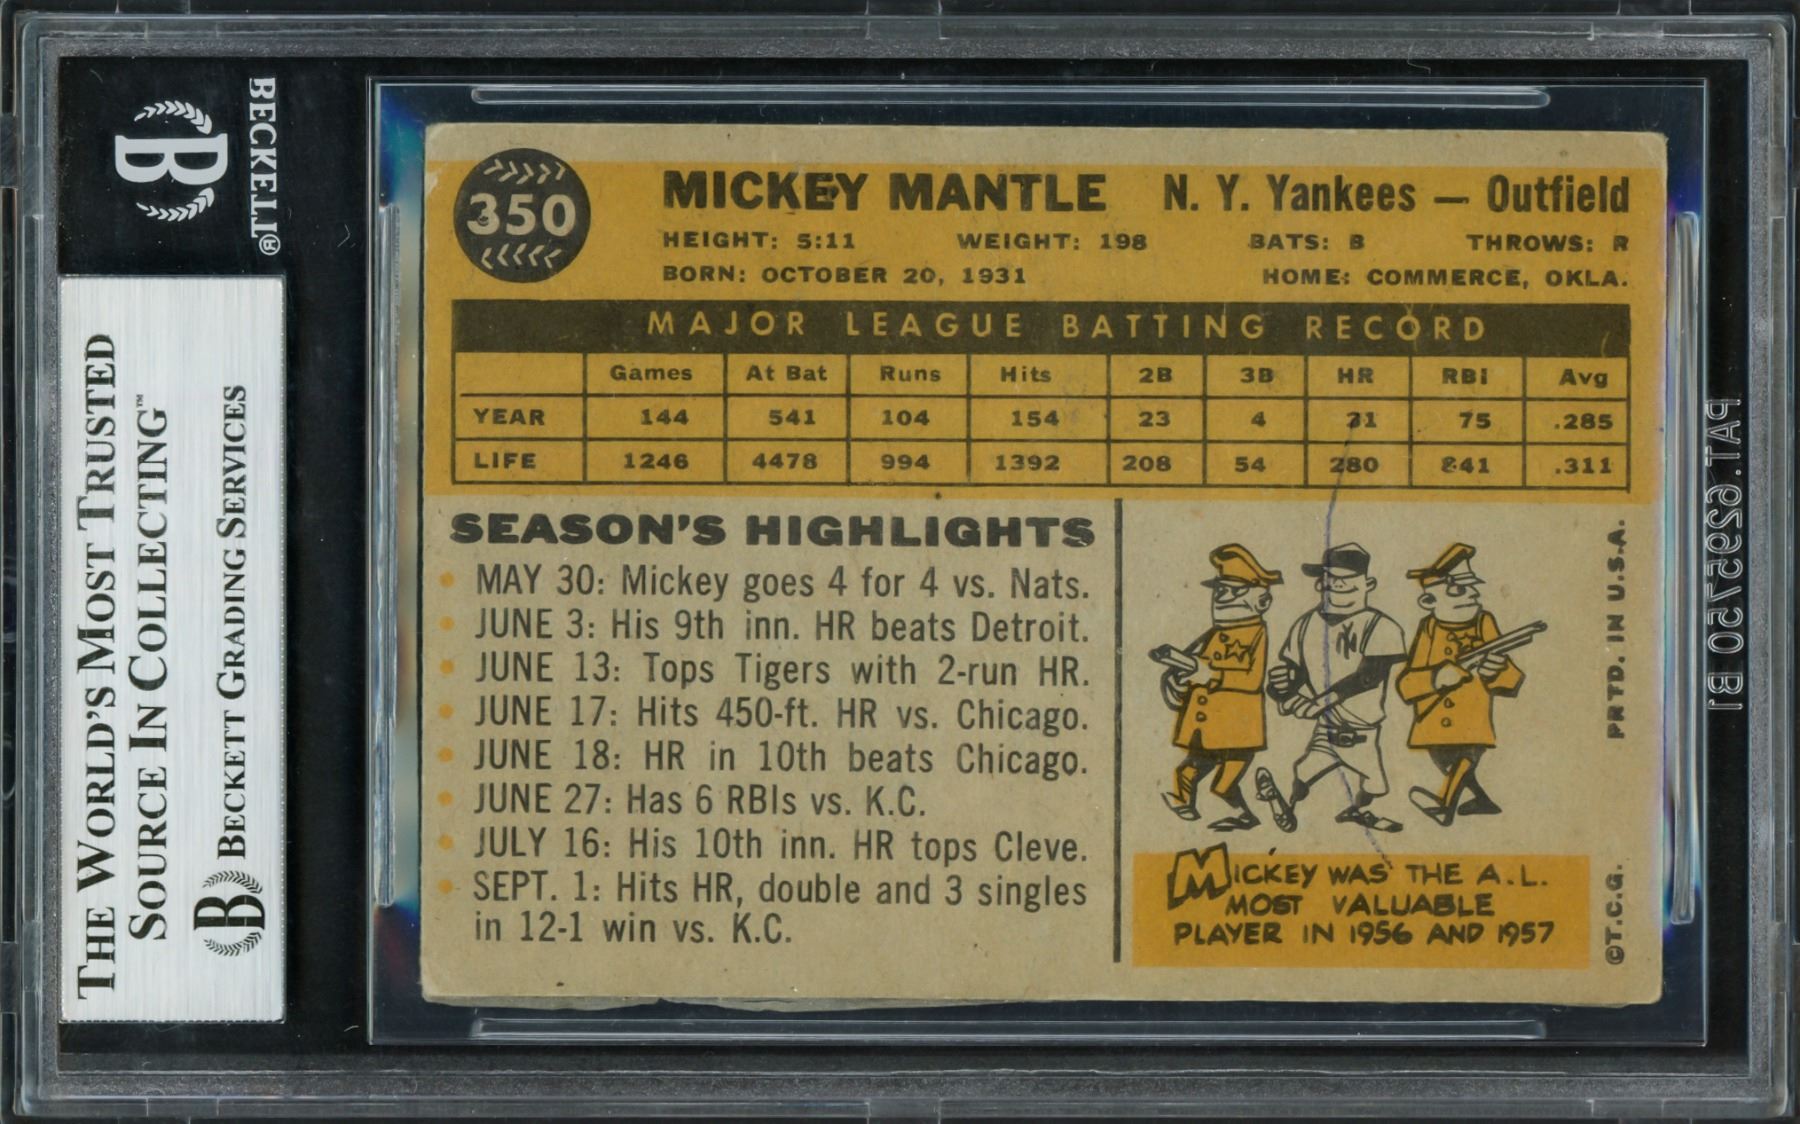 BECKETT®
B
THE WORLD'S MOST TRUSTED
SOURCE IN COLLECTING™
B BECKETT GRADING SERVICES
350
MICKEY MANTLE N. Y. Yankees — Outfield
HEIGHT: 5:11 WEIGHT: 198 BATS: B THROWS: R
BORN: OCTOBER 20, 1931 HOME: COMMERCE, OKLA.
MAJOR LEAGUE BATTING RECORD
Games At Bat Runs Hits 2B 3B HR RBI Avg
YEAR 144 541 104 154 23 4 31 75 .285
LIFE 1246 4478 994 1392 208 54 280 841 .311
SEASON'S HIGHLIGHTS
MAY 30: Mickey goes 4 for 4 vs. Nats.
JUNE 3: His 9th inn. HR beats Detroit.
JUNE 13: Tops Tigers with 2-run HR.
JUNE 17: Hits 450-ft. HR vs. Chicago.
JUNE 18: HR in 10th beats Chicago.
JUNE 27: Has 6 RBIs vs. K.C.
JULY 16: His 10th inn. HR tops Cleve.
SEPT. 1: Hits HR, double and 3 singles
in 12-1 win vs. K.C.
NY
MICKEY WAS THE A.L.
MOST VALUABLE
PLAYER IN 1956 AND 1957
©T.C.G. PRTD. IN U.S.A.
PAT. 6295750 B1